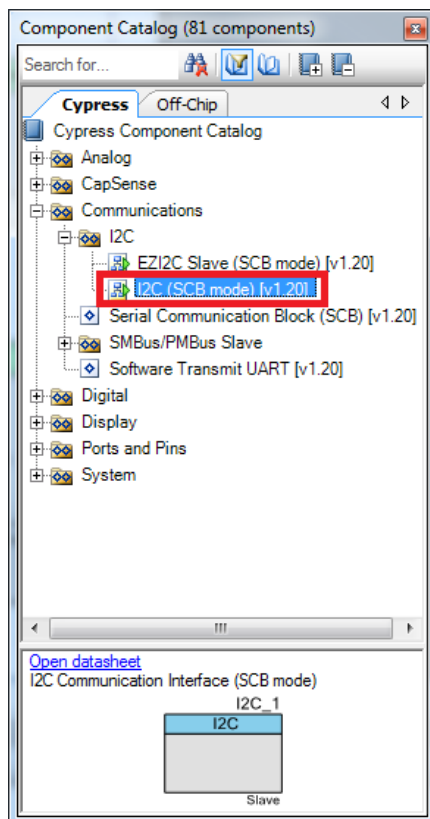 Component Catalog (81 components)
Search for...
Cypress Off-Chip
Cypress Component Catalog
Analog
CapSense
Communications
I2C
EZI2C Slave (SCB mode) [v1.20]
I2C (SCB mode) [v1.20]
Serial Communication Block (SCB) [v1.20]
SMBus/PMBus Slave
Software Transmit UART [v1.20]
Digital
Display
Ports and Pins
System
Open datasheet
I2C Communication Interface (SCB mode)
I2C_1
I2C
Slave